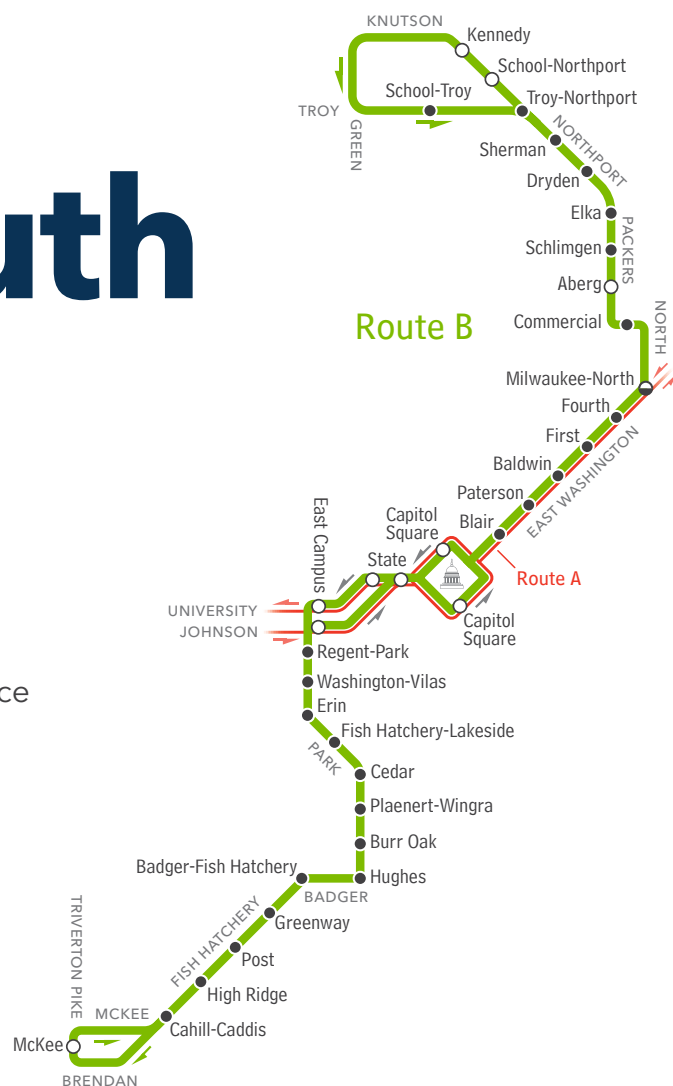 KNUTSON
Kennedy
School-Northport
School-Troy
Troy-Northport
TROY
GREEN
NORTHPORT
Sherman
Dryden
uth
Elka
PACKERS
Schlimgen
Aberg
Route B
Commercial
NORTH
Milwaukee-North
Fourth
First
EAST WASHINGTON
Baldwin
Paterson
Blair
Capitol
Square
East Campus
State
Route A
UNIVERSITY
JOHNSON
Capitol
Square
Regent-Park
Washington-Vilas
ce
Erin
Fish Hatchery-Lakeside
PARK
Cedar
Plaenert-Wingra
Burr Oak
Badger-Fish Hatchery
Hughes
BADGER
TRIVERTON PIKE
FISH HATCHERY
Greenway
Post
High Ridge
MCKEE
Cahill-Caddis
McKee
BRENDAN